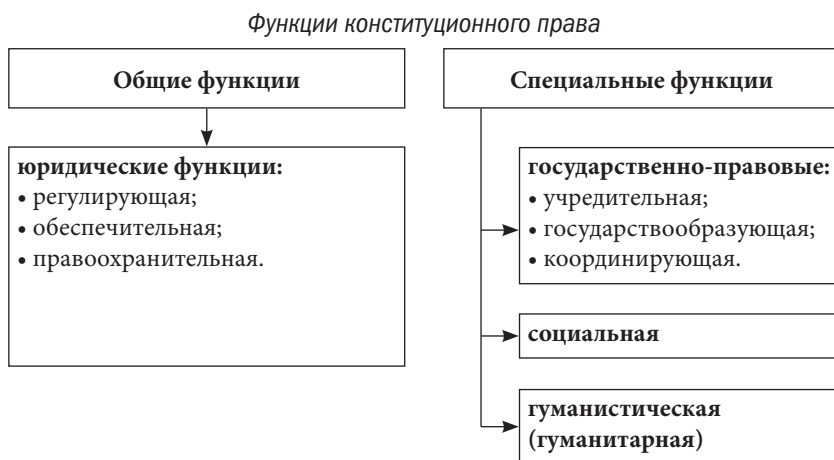 Функции конституционного права
Общие функции
юридические функции:
• регулирующая;
• обеспечительная;
• правоохранительная.
Специальные функции
государственно-правовые:
• учредительная;
• государствообразующая;
• координирующая.
социальная
гуманистическая
(гуманитарная)